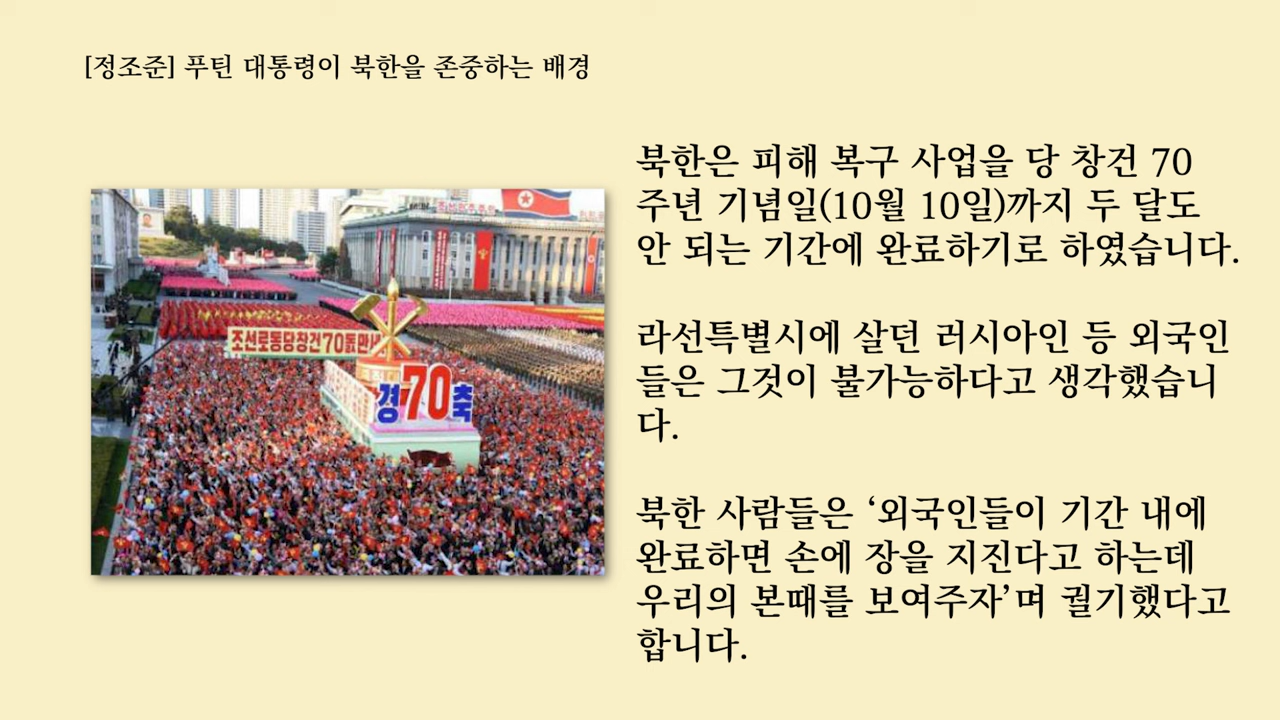 [정조준] 푸틴 대통령이 북한을 존중하는 배경
북한은 피해 복구 사업을 당 창건 70
주년 기념일(10월 10일)까지 두 달도
안 되는 기간에 완료하기로 하였습니다.
라선특별시에 살던 러시아인 등 외국인
들은 그것이 불가능하다고 생각했습니
다.
북한 사람들은 ‘외국인들이 기간 내에
완료하면 손에 장을 지진다고 하는데
우리의 본때를 보여주자’며 궐기했다고
합니다.
조선로동당창건70돐만세
경70축